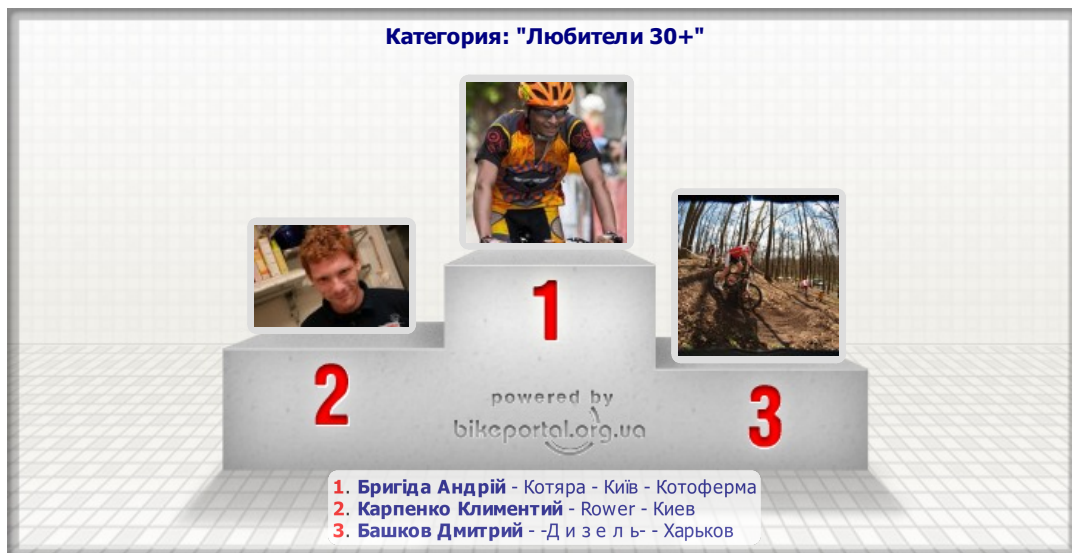 Категория: "Любители 30+"
1
2
3
powered by
bikeportal.org.ua
1. Бригіда Андрій - Котяра - Київ - Котоферма
2. Карпенко Климентий - Rower - Киев
3. Башков Дмитрий - -Д и з е л ь- - Харьков